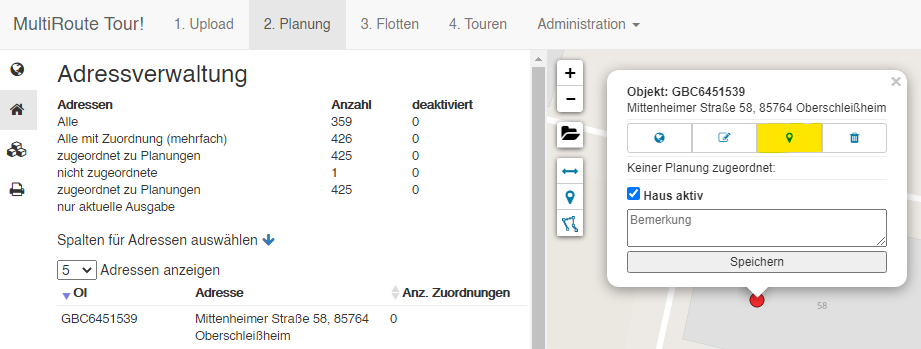 MultiRoute Tour! 1. Upload 2. Planung 3. Flotten 4. Touren Administration
Adressverwaltung
Adressen Anzahl deaktiviert
Alle 359 0
Alle mit Zuordnung (mehrfach) 426 0
zugeordnet zu Planungen 425 0
nicht zugeordnete 1 0
zugeordnet zu Planungen 425 0
nur aktuelle Ausgabe
Spalten für Adressen auswählen
5 Adressen anzeigen
OI Adresse Anz. Zuordnungen
GBC6451539 Mittenheimer Straße 58, 85764 0
Oberschleißheim
+
−
×
Objekt: GBC6451539
Mittenheimer Straße 58, 85764 Oberschleißheim
Keiner Planung zugeordnet:
Haus aktiv
Bemerkung
Speichern
58